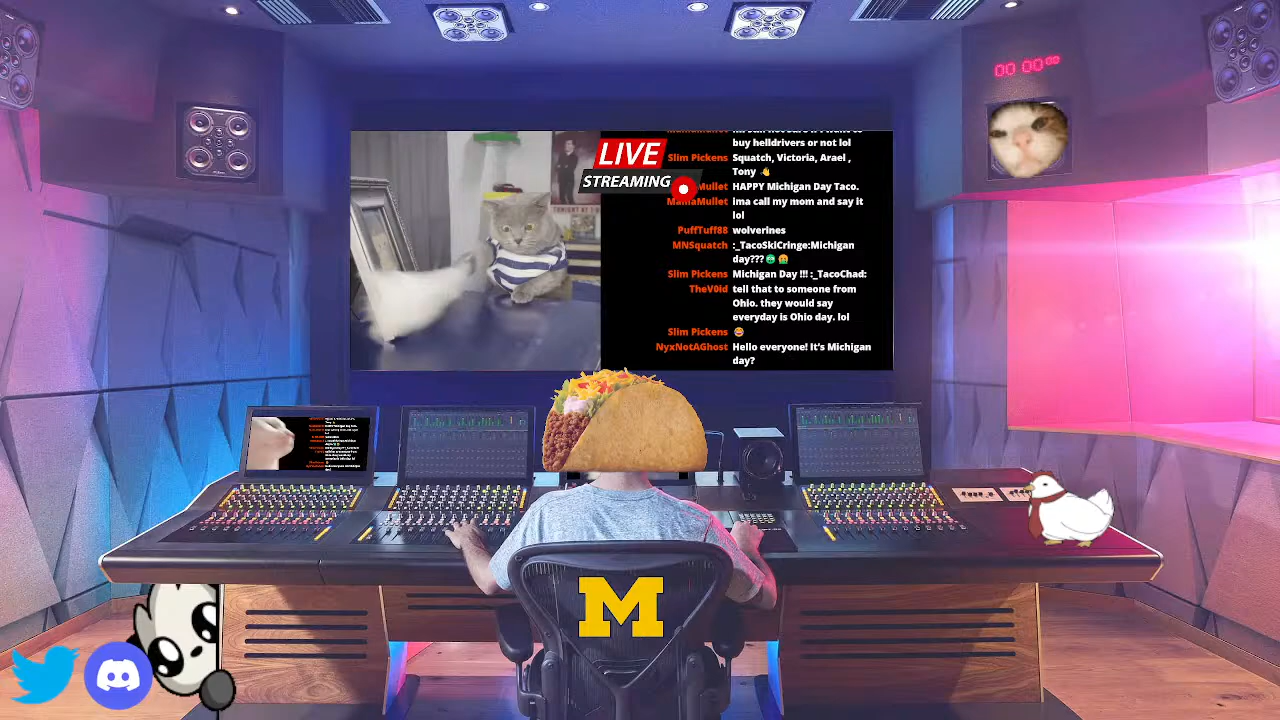 00 00 00
LIVE
STREAMING
buy helldrivers or not lol
Slim Pickens Squatch, Victoria, Arael ,
Tony 👋
Mullet HAPPY Michigan Day Taco.
MamaMullet ima call my mom and say it
lol
PuffTuff88 wolverines
MNSquatch :_TacoSkiCringe:Michigan
day???🤢🤮
Slim Pickens Michigan Day !!! :_TacoChad:
TheV0id tell that to someone from
Ohio. they would say
everyday is Ohio day. lol
Slim Pickens 😂
NyxNotAGhost Hello everyone! It's Michigan
day?
M